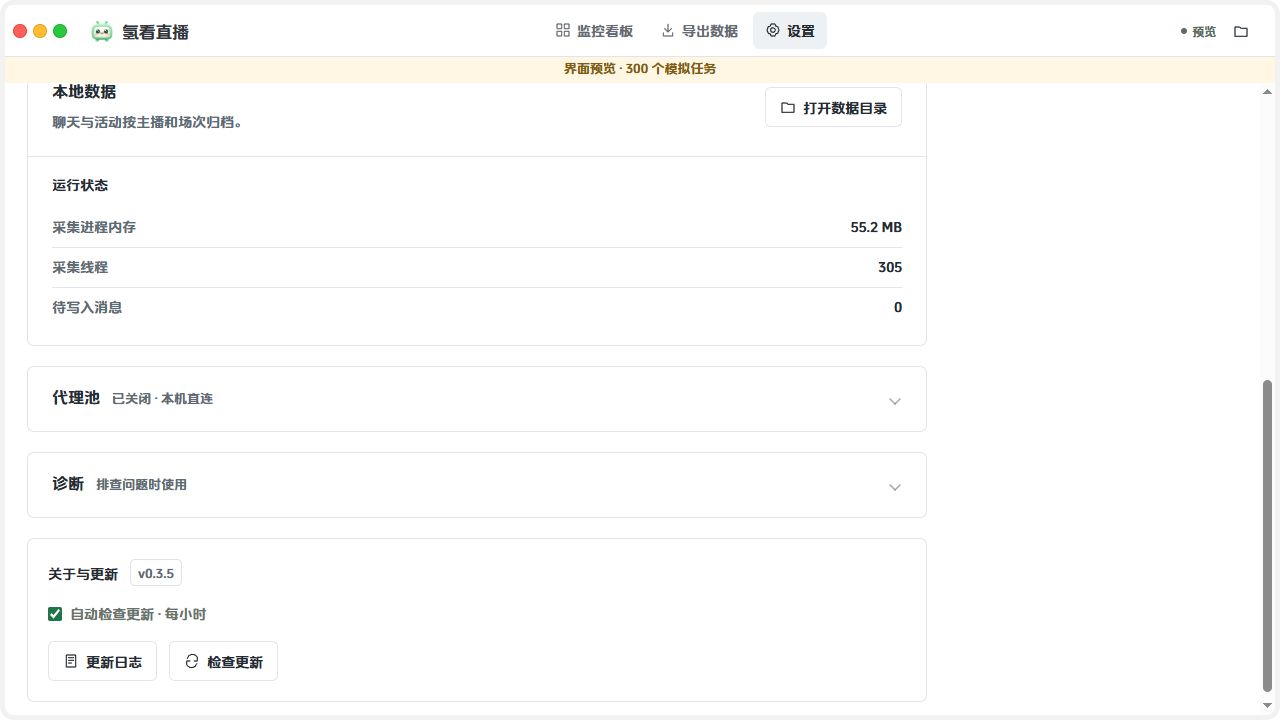 氢看直播
监控看板
导出数据
设置
预览
界面预览 · 300 个模拟任务
本地数据
聊天与活动按主播和场次归档。
打开数据目录
运行状态
采集进程内存 55.2 MB
采集线程 305
待写入消息 0
代理池 已关闭 · 本机直连
诊断 排查问题时使用
关于与更新 v0.3.5
自动检查更新 · 每小时
更新日志
检查更新